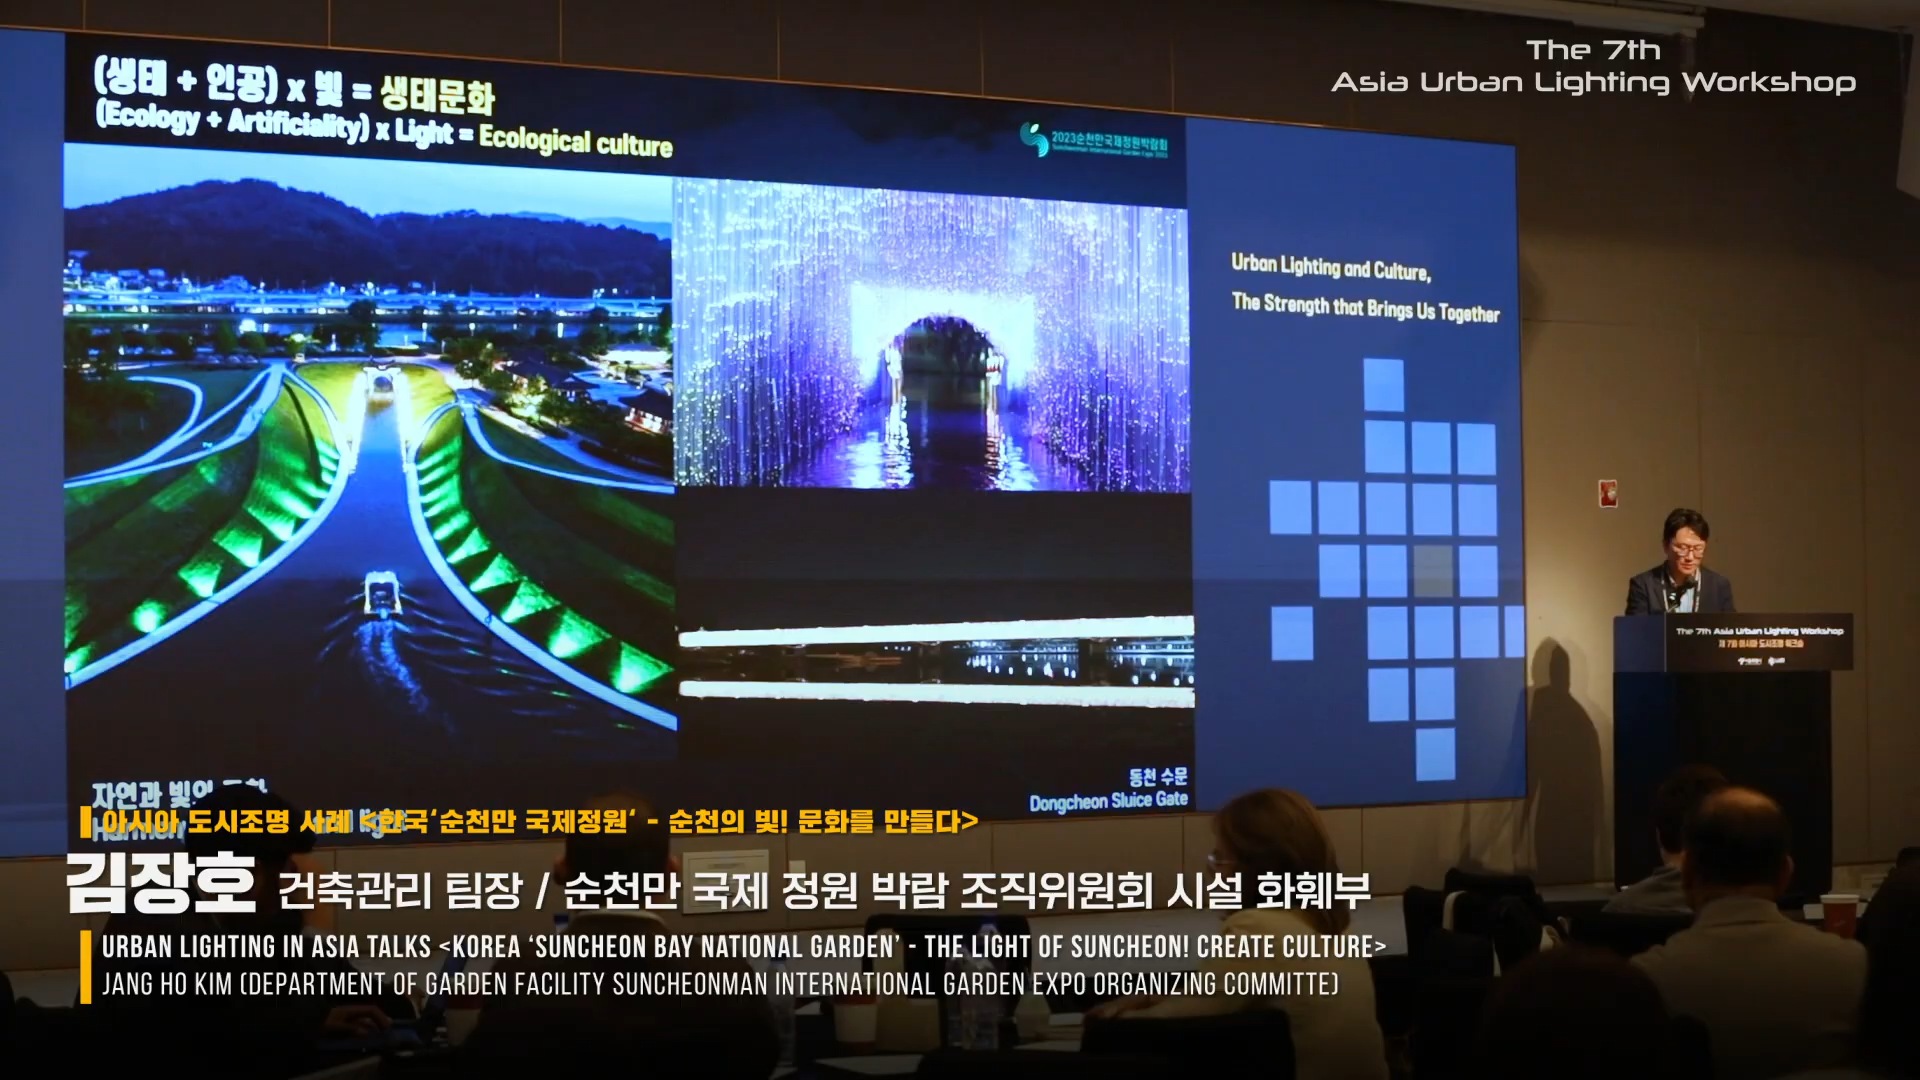 The 7th
Asia Urban Lighting Workshop
(생태 + 인공) x 빛 = 생태문화
(Ecology + Artificiality) x Light = Ecological culture
2023순천만국제정원박람회
Suncheonman International Garden Expo 2023
Urban Lighting and Culture,
The Strength that Brings Us Together
The 7th Asia Urban Lighting Workshop
제 7회 아시아 도시조명 워크숍
동천 수문
Dongcheon Sluice Gate
자연과 빛의
아시아 도시조명 사례 <한국‘순천만 국제정원‘ - 순천의 빛! 문화를 만들다>
김장호 건축관리 팀장 / 순천만 국제 정원 박람 조직위원회 시설 화훼부
URBAN LIGHTING IN ASIA TALKS <KOREA ‘SUNCHEON BAY NATIONAL GARDEN’ - THE LIGHT OF SUNCHEON! CREATE CULTURE>
JANG HO KIM (DEPARTMENT OF GARDEN FACILITY SUNCHEONMAN INTERNATIONAL GARDEN EXPO ORGANIZING COMMITTE)